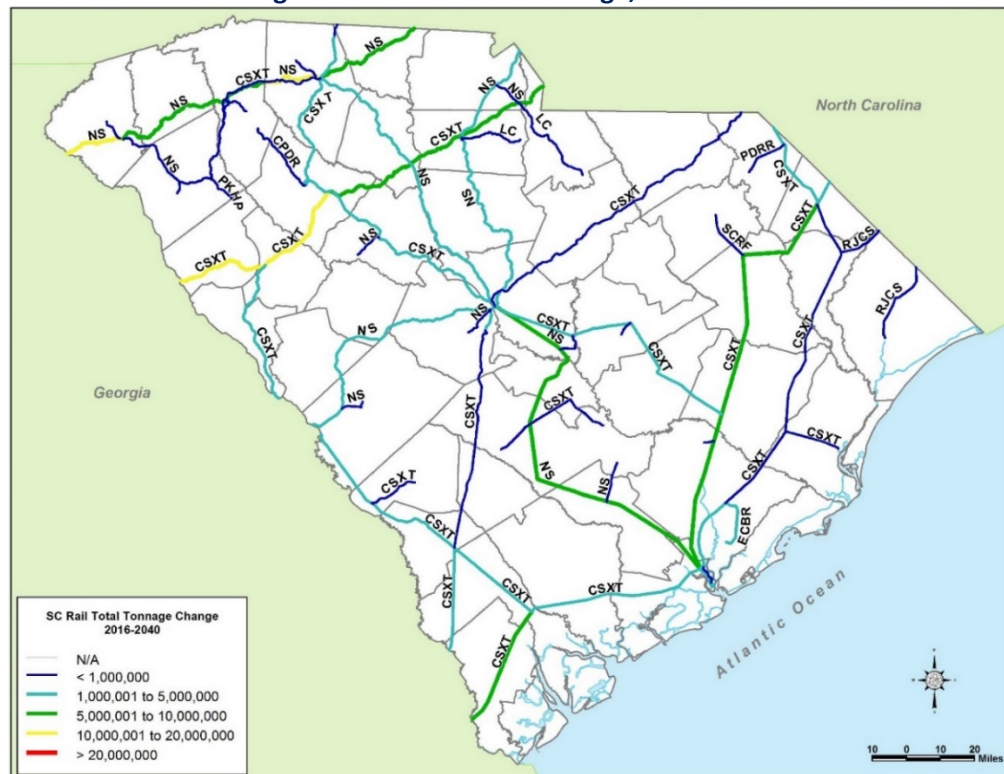 NS
NS
CSXT
NS
NS
CSXT
NS
NS
LC
North Carolina
NS
CPDR
CSXT
LC
PDRR
CSXT
NS
PKHP
NS
NS
CSXT
CSXT
SCRF
RJCS
CSXT
CSXT
NS
CSXT
RJCS
CSXT
NS
NS
CSXT
NS
CSXT
CSXT
CSXT
Georgia
NS
CSXT
CSXT
CSXT
NS
NS
CSXT
CSXT
ECBR
CSXT
CSXT
CSXT
Atlantic Ocean
SC Rail Total Tonnage Change
2016-2040
N/A
< 1,000,000
1,000,001 to 5,000,000
5,000,001 to 10,000,000
10,000,001 to 20,000,000
> 20,000,000
10 0 10 20
Miles